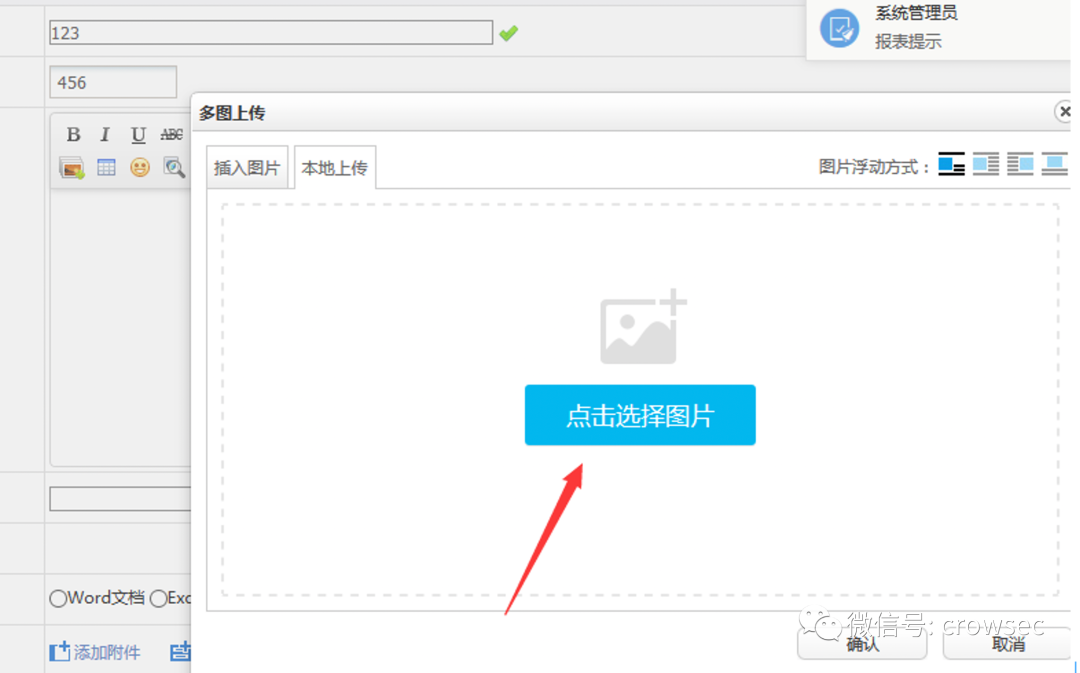 123
系统管理员
报表提示
456
多图上传
B I U ABC
插入图片 本地上传 图片浮动方式：
点击选择图片
Word文档 Exc
添加附件
微信号: crowsec
确认 取消